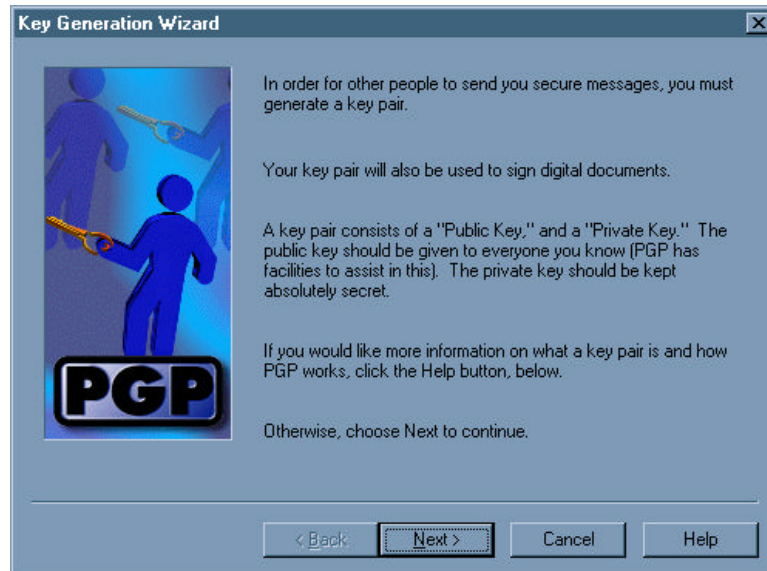 Key Generation Wizard
In order for other people to send you secure messages, you must
generate a key pair.
Your key pair will also be used to sign digital documents.
A key pair consists of a "Public Key," and a "Private Key."  The
public key should be given to everyone you know (PGP has
facilities to assist in this).  The private key should be kept
absolutely secret.
If you would like more information on what a key pair is and how
PGP works, click the Help button, below.
PGP
Otherwise, choose Next to continue.
< Back
Next >
Cancel
Help